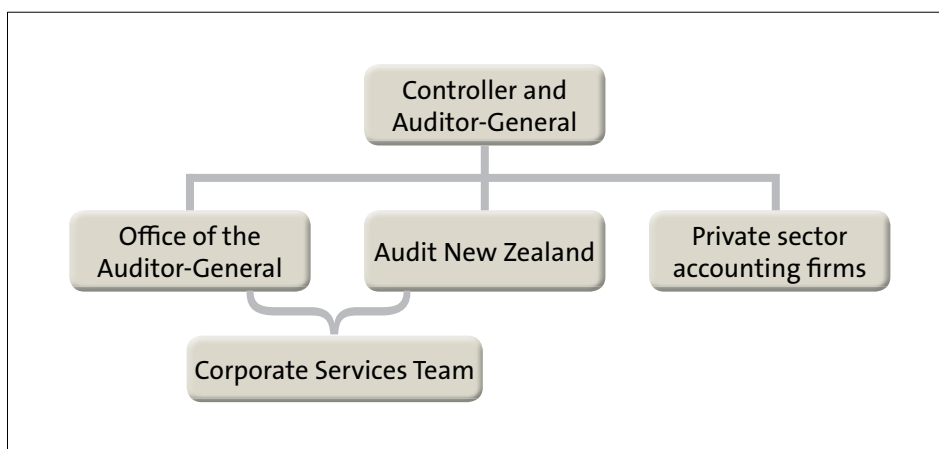 Controller and
Auditor-General
Office of the
Auditor-General
Audit New Zealand
Private sector
accounting firms
Corporate Services Team